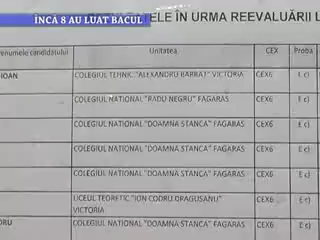 ÎNCĂ 8 AU LUAT BACUL
TELE ÎN URMA REEVALUĂRII L
renumele candidatului Unitatea CEX Proba
IOAN COLEGIUL TEHNIC "ALEXANDRU BARBAT" VICTORIA CEX6 E c)
COLEGIUL NATIONAL "RADU NEGRU" FAGARAS CEX6 E c)
COLEGIUL NATIONAL "DOAMNA STANCA" FAGARAS CEX6 E c)
COLEGIUL NATIONAL "DOAMNA STANCA" FAGARAS CEX6 E c)
COLEGIUL NATIONAL "DOAMNA STANCA" FAGARAS CEX6 E c)
LICEUL TEORETIC "ION CODRU DRAGUSANU"
VICTORIA CEX6 E c)
DRU COLEGIUL NATIONAL "DOAMNA STANCA" FAGARAS CEX6 E c)